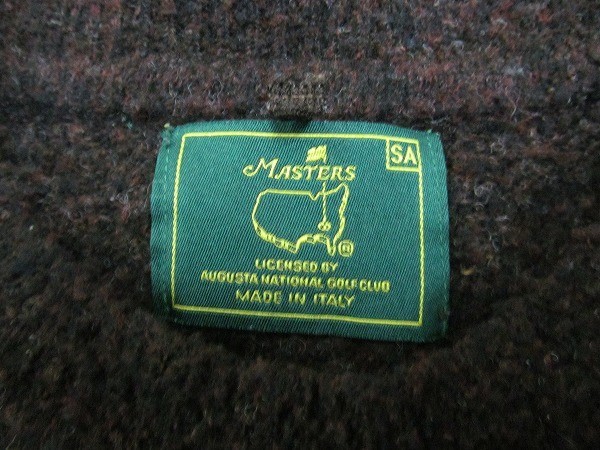 SA
MASTERS
®
LICENSED BY
AUGUSTA NATIONAL GOLF CLUB
MADE IN ITALY